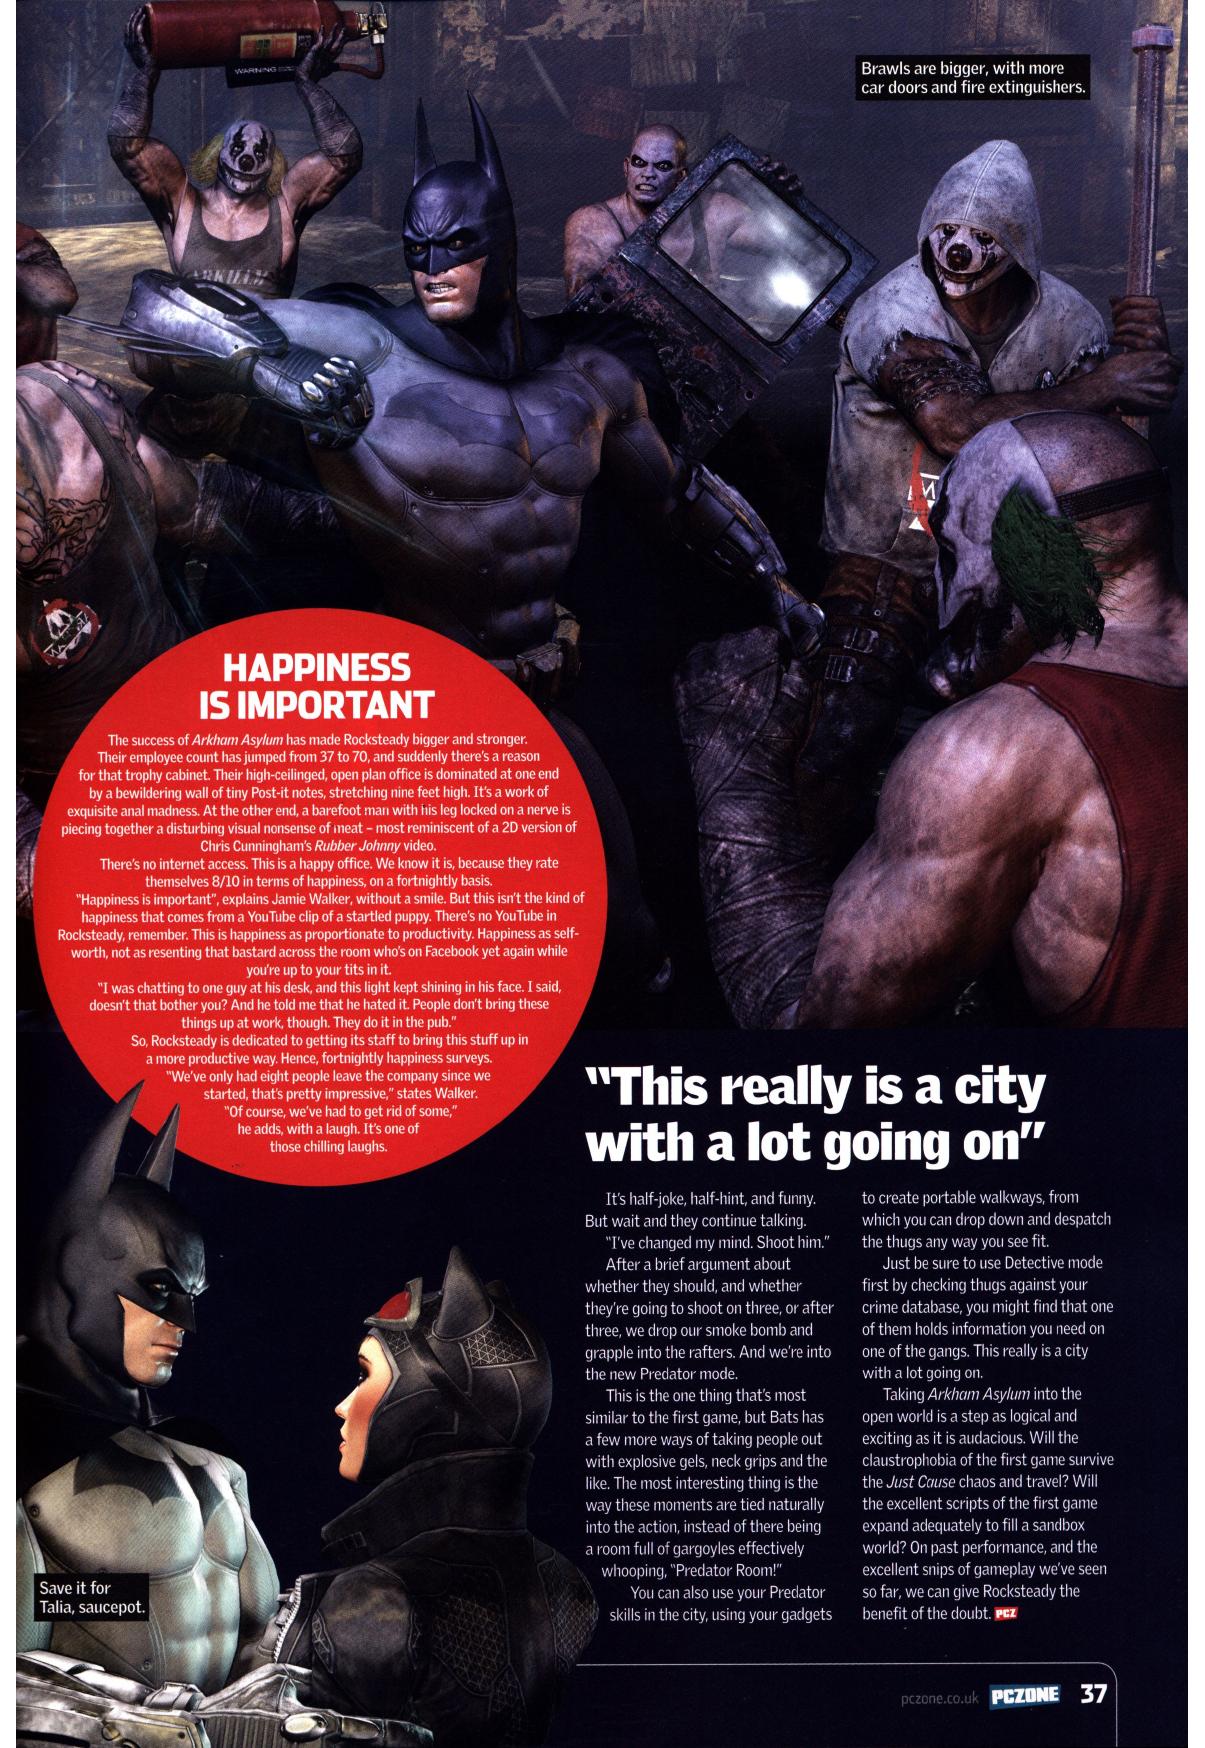 WARNING
Brawls are bigger, with more
car doors and fire extinguishers.
ARKHAM
HAPPINESS
IS IMPORTANT
The success of Arkham Asylum has made Rocksteady bigger and stronger.
Their employee count has jumped from 37 to 70, and suddenly there's a reason
for that trophy cabinet. Their high-ceilinged, open plan office is dominated at one end
by a bewildering wall of tiny Post-it notes, stretching nine feet high. It's a work of
exquisite anal madness. At the other end, a barefoot man with his leg locked on a nerve is
piecing together a disturbing visual nonsense of meat – most reminiscent of a 2D version of
Chris Cunningham's Rubber Johnny video.
There's no internet access. This is a happy office. We know it is, because they rate
themselves 8/10 in terms of happiness, on a fortnightly basis.
"Happiness is important", explains Jamie Walker, without a smile. But this isn't the kind of
happiness that comes from a YouTube clip of a startled puppy. There's no YouTube in
Rocksteady, remember. This is happiness as proportionate to productivity. Happiness as self-
worth, not as resenting that bastard across the room who's on Facebook yet again while
you're up to your tits in it.
"I was chatting to one guy at his desk, and this light kept shining in his face. I said,
doesn't that bother you? And he told me that he hated it. People don't bring these
things up at work, though. They do it in the pub."
So, Rocksteady is dedicated to getting its staff to bring this stuff up in
a more productive way. Hence, fortnightly happiness surveys.
"We've only had eight people leave the company since we
started, that's pretty impressive," states Walker.
"Of course, we've had to get rid of some,"
he adds, with a laugh. It's one of
those chilling laughs.
"This really is a city
with a lot going on"
It's half-joke, half-hint, and funny.
But wait and they continue talking.
"I've changed my mind. Shoot him."
After a brief argument about
whether they should, and whether
they're going to shoot on three, or after
three, we drop our smoke bomb and
grapple into the rafters. And we're into
the new Predator mode.
This is the one thing that's most
similar to the first game, but Bats has
a few more ways of taking people out
with explosive gels, neck grips and the
like. The most interesting thing is the
way these moments are tied naturally
into the action, instead of there being
a room full of gargoyles effectively
whooping, "Predator Room!"
You can also use your Predator
skills in the city, using your gadgets
to create portable walkways, from
which you can drop down and despatch
the thugs any way you see fit.
Just be sure to use Detective mode
first by checking thugs against your
crime database, you might find that one
of them holds information you need on
one of the gangs. This really is a city
with a lot going on.
Taking Arkham Asylum into the
open world is a step as logical and
exciting as it is audacious. Will the
claustrophobia of the first game survive
the Just Cause chaos and travel? Will
the excellent scripts of the first game
expand adequately to fill a sandbox
world? On past performance, and the
excellent snips of gameplay we've seen
so far, we can give Rocksteady the
benefit of the doubt. PCZ
Save it for
Talia, saucepot.
pczone.co.uk PCZONE 37